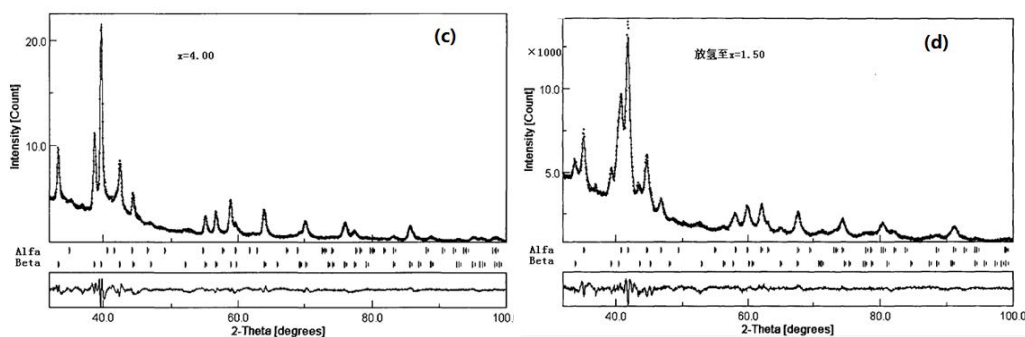 (c)
x=4.00
20.0
10.0
Intensity [Count]
Alfa
Beta
40.0
60.0
80.0
100.0
2-Theta [degrees]
(d)
放氢至x=1.50
×1000
10.0
5.0
Intensity [Count]
Alfa
Beta
40.0
60.0
80.0
100.0
2-Theta [degrees]